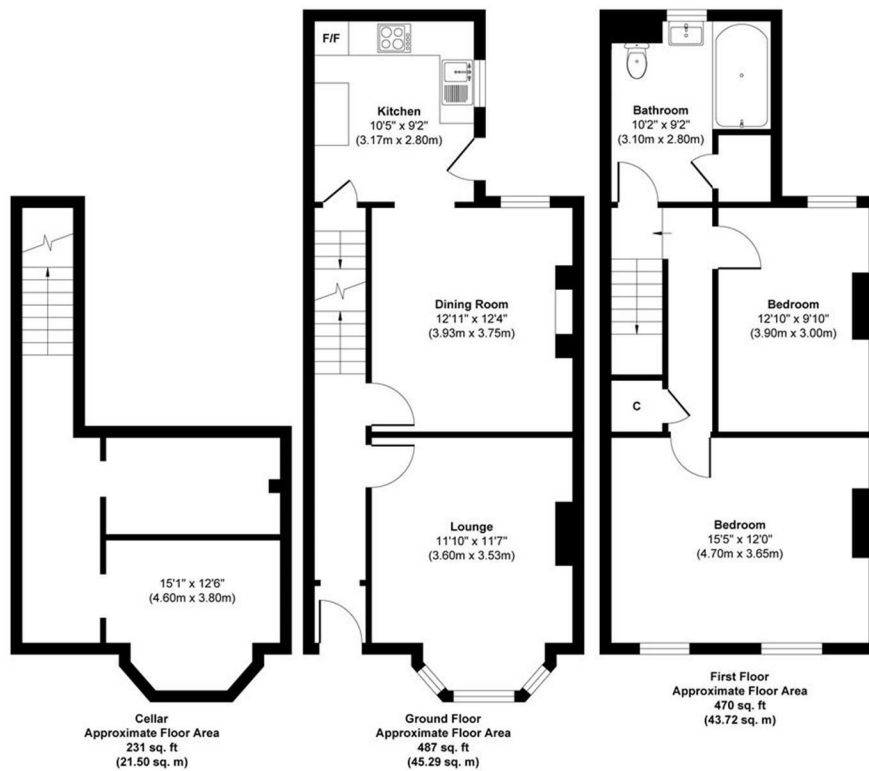 F/F
Kitchen
10'5" x 9'2"
(3.17m x 2.80m)
Bathroom
10'2" x 9'2"
(3.10m x 2.80m)
Dining Room
12'11" x 12'4"
(3.93m x 3.75m)
Bedroom
12'10" x 9'10"
(3.90m x 3.00m)
C
Lounge
11'10" x 11'7"
(3.60m x 3.53m)
Bedroom
15'5" x 12'0"
(4.70m x 3.65m)
15'1" x 12'6"
(4.60m x 3.80m)
Cellar
Approximate Floor Area
231 sq. ft
(21.50 sq. m)
Ground Floor
Approximate Floor Area
487 sq. ft
(45.29 sq. m)
First Floor
Approximate Floor Area
470 sq. ft
(43.72 sq. m)